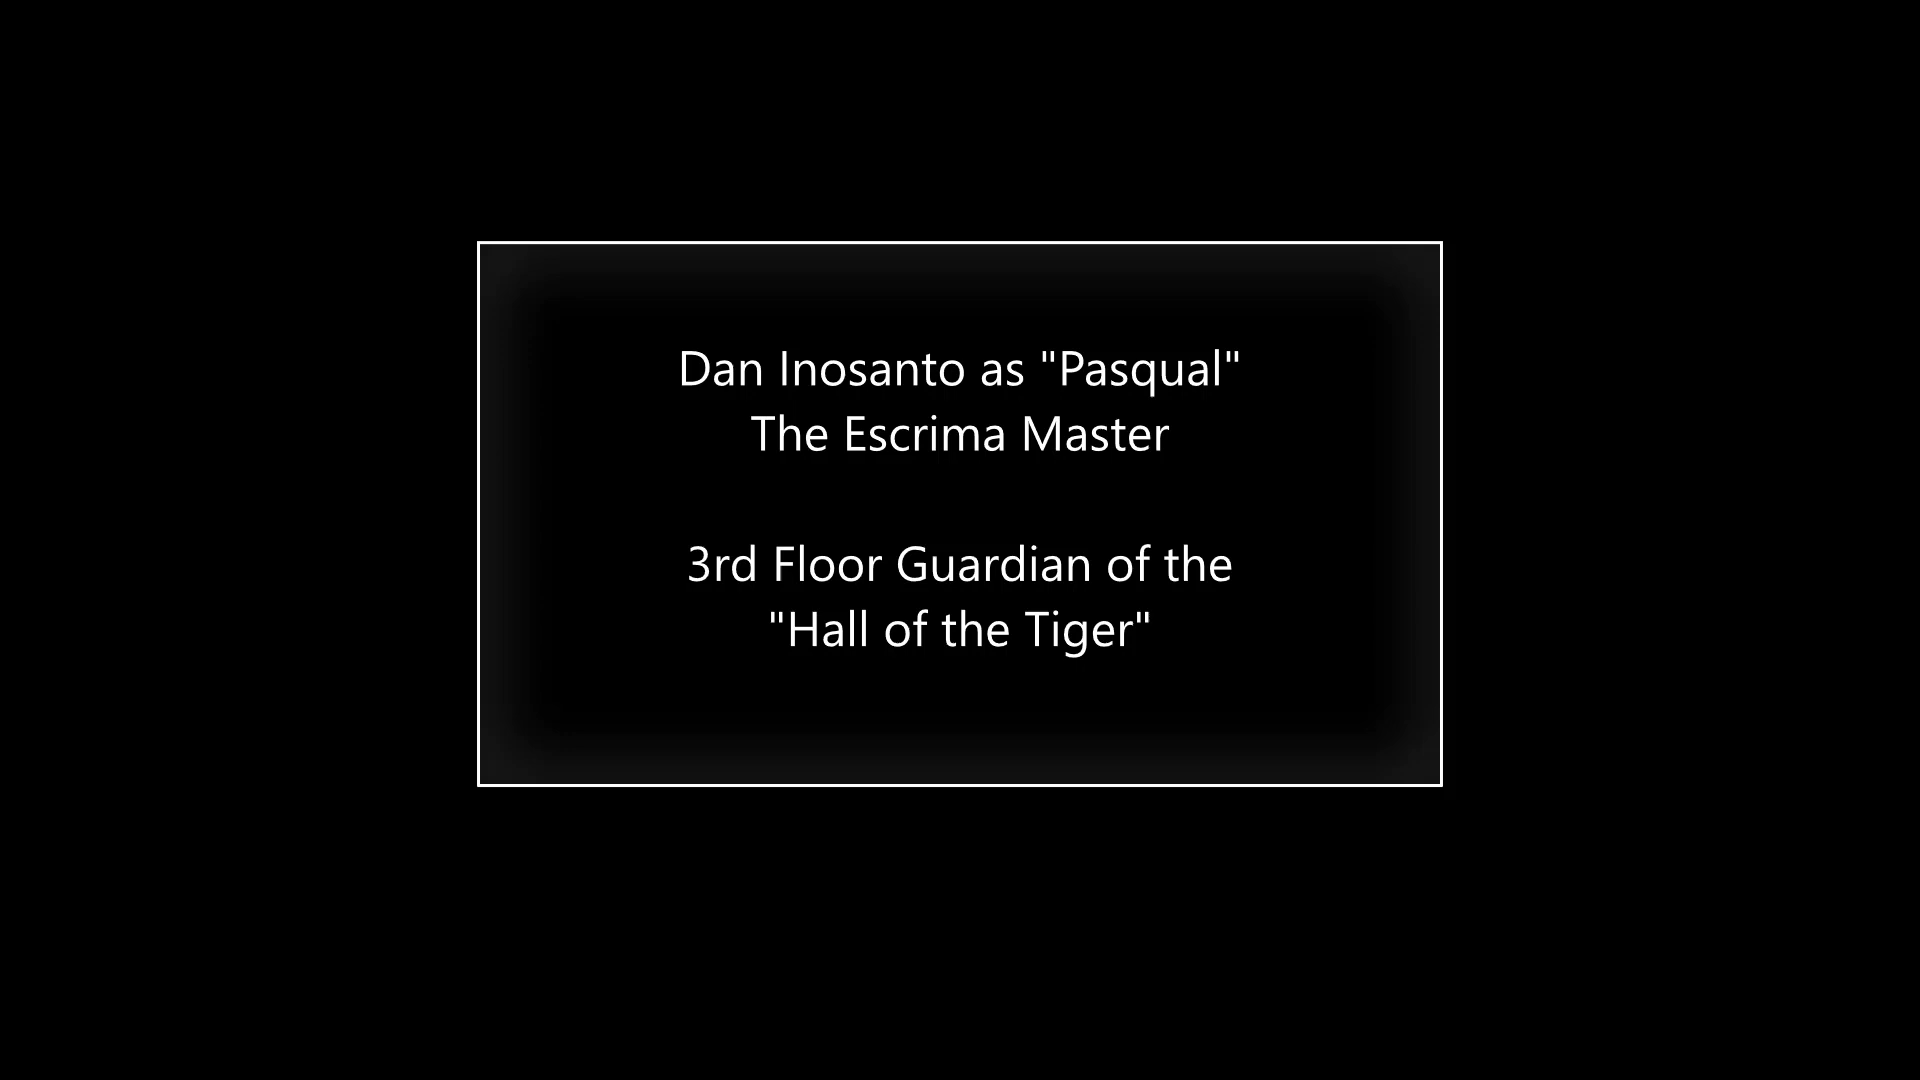 Dan Inosanto as "Pasqual"
The Escrima Master
3rd Floor Guardian of the
"Hall of the Tiger"